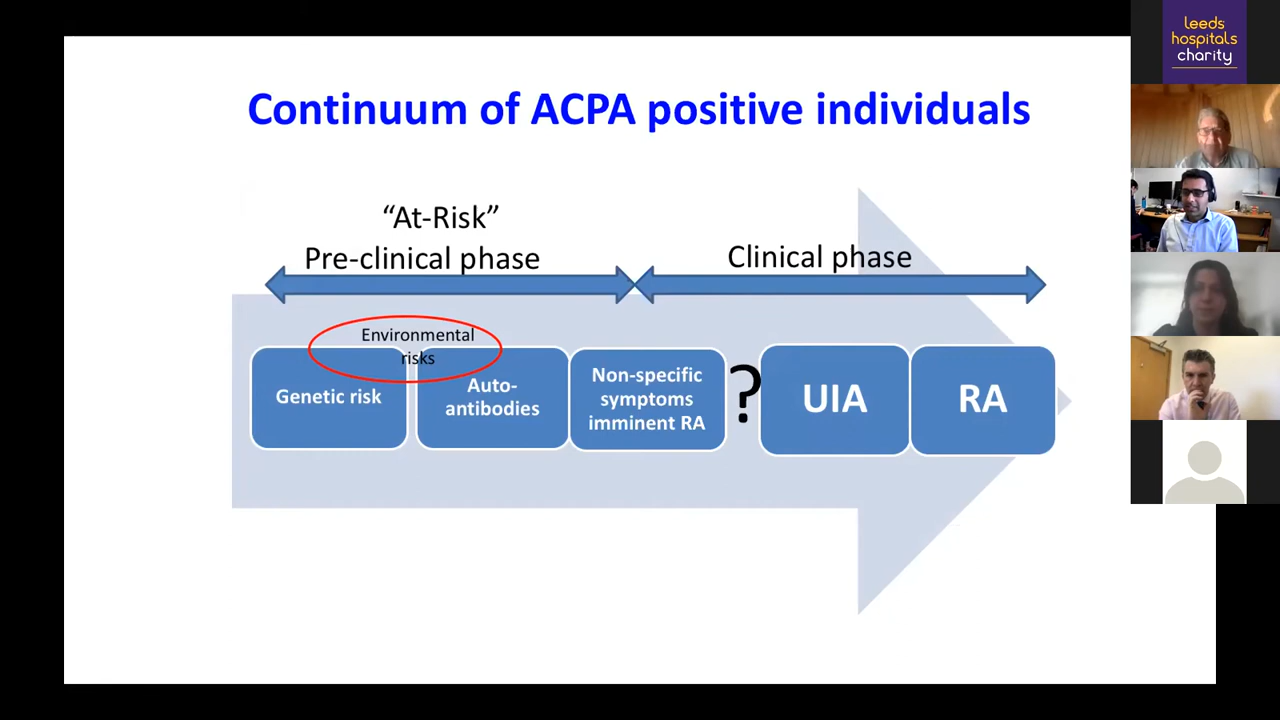 Continuum of ACPA positive individuals
“At-Risk”
Pre-clinical phase
Clinical phase
Environmental
risks
Genetic risk
Auto-
antibodies
Non-specific
symptoms
imminent RA
?
UIA
RA
leeds
hospitals
charity